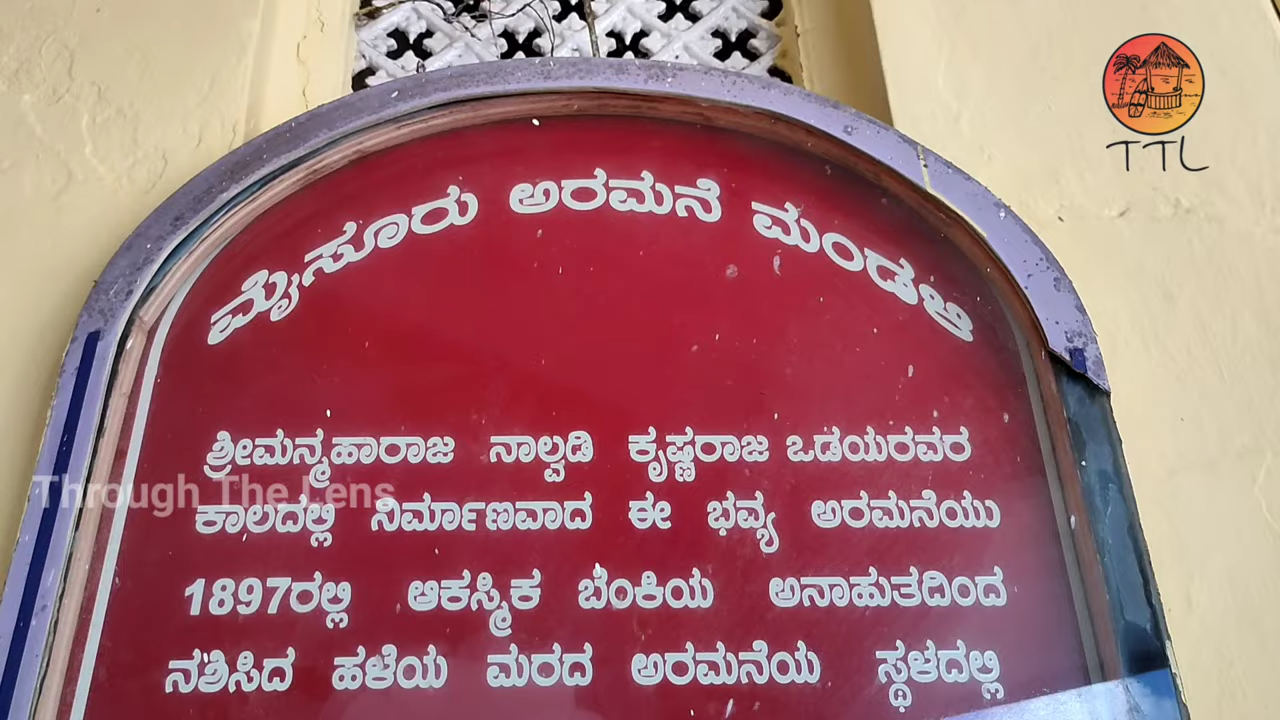 TTL
ಮೈಸೂರು ಅರಮನೆ ಮಂಡಳಿ
ಶ್ರೀಮನ್ಮಹಾರಾಜ ನಾಲ್ವಡಿ ಕೃಷ್ಣರಾಜ ಒಡೆಯರವರ
Through The Lens
ಕಾಲದಲ್ಲಿ ನಿರ್ಮಾಣವಾದ ಈ ಭವ್ಯ ಅರಮನೆಯು
1897ರಲ್ಲಿ ಆಕಸ್ಮಿಕ ಬೆಂಕಿಯ ಅನಾಹುತದಿಂದ
ನಶಿಸಿದ ಹಳೆಯ ಮರದ ಅರಮನೆಯ ಸ್ಥಳದಲ್ಲಿ